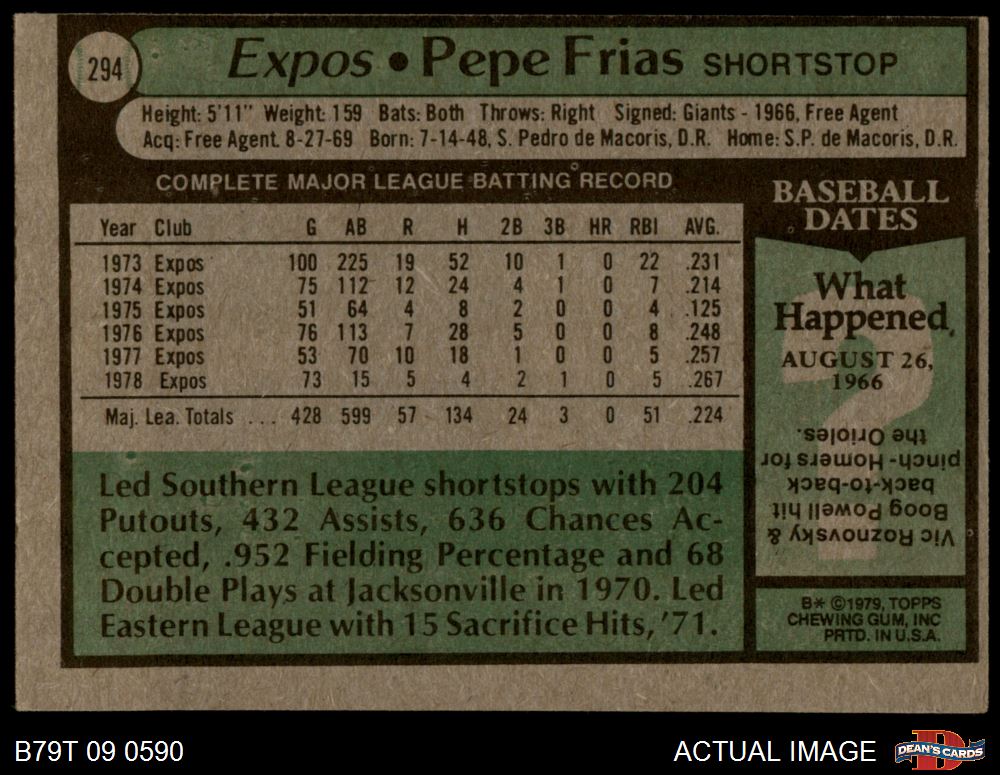 294
Expos • Pepe Frias SHORTSTOP
Height: 5'11" Weight: 159 Bats: Both Throws: Right Signed: Giants - 1966, Free Agent
Acq: Free Agent. 8-27-69 Born: 7-14-48, S. Pedro de Macoris, D.R. Home: S.P. de Macoris, D.R.
COMPLETE MAJOR LEAGUE BATTING RECORD
Year Club G AB R H 2B 3B HR RBI AVG.
1973 Expos 100 225 19 52 10 1 0 22 .231
1974 Expos 75 112 12 24 4 1 0 7 .214
1975 Expos 51 64 4 8 2 0 0 4 .125
1976 Expos 76 113 7 28 5 0 0 8 .248
1977 Expos 53 70 10 18 1 0 0 5 .257
1978 Expos 73 15 5 4 2 1 0 5 .267
Maj. Lea. Totals ... 428 599 57 134 24 3 0 51 .224
Led Southern League shortstops with 204
Putouts, 432 Assists, 636 Chances Ac-
cepted, .952 Fielding Percentage and 68
Double Plays at Jacksonville in 1970. Led
Eastern League with 15 Sacrifice Hits, '71.
BASEBALL
DATES
What
Happened,
AUGUST 26,
1966
?
Vic Roznovsky &
Boog Powell hit
back-to-back
pinch-Homers for
the Orioles.
B* ©1979, TOPPS
CHEWING GUM, INC
PRTD. IN U.S.A.
B79T 09 0590
ACTUAL IMAGE
D
DEAN'S CARDS